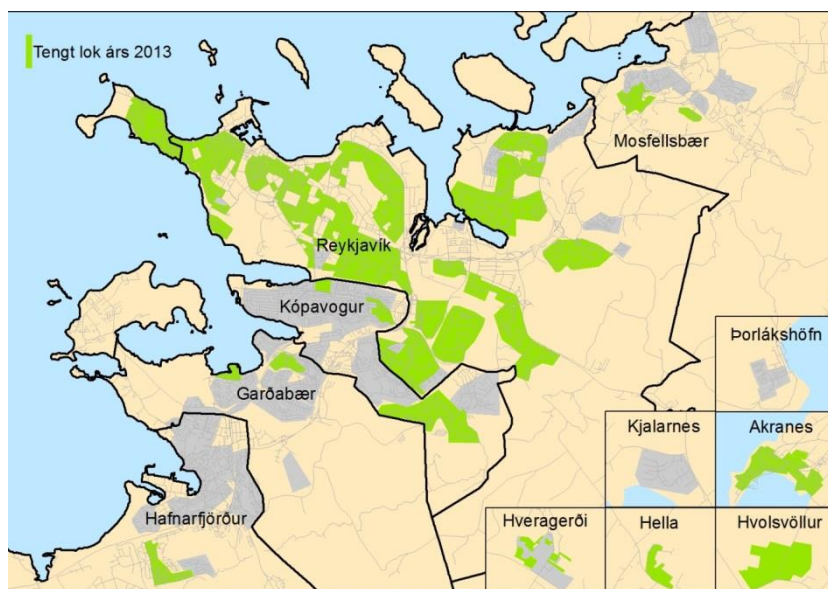 Tengt lok árs 2013
Mosfellsbær
Reykjavík
Kópavogur
Þorlákshöfn
Garðabær
Kjalarnes
Akranes
Hafnarfjörður
Hveragerði
Hella
Hvolsvöllur